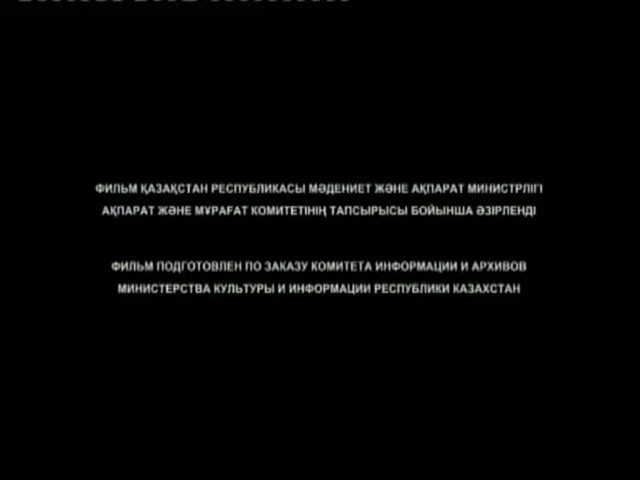 ФИЛЬМ ҚАЗАҚСТАН РЕСПУБЛИКАСЫ МӘДЕНИЕТ ЖӘНЕ АҚПАРАТ МИНИСТРЛІГІ
АҚПАРАТ ЖӘНЕ МҰРАҒАТ КОМИТЕТІНІҢ ТАПСЫРЫСЫ БОЙЫНША ӘЗІРЛЕНДІ
ФИЛЬМ ПОДГОТОВЛЕН ПО ЗАКАЗУ КОМИТЕТА ИНФОРМАЦИИ И АРХИВОВ
МИНИСТЕРСТВА КУЛЬТУРЫ И ИНФОРМАЦИИ РЕСПУБЛИКИ КАЗАХСТАН